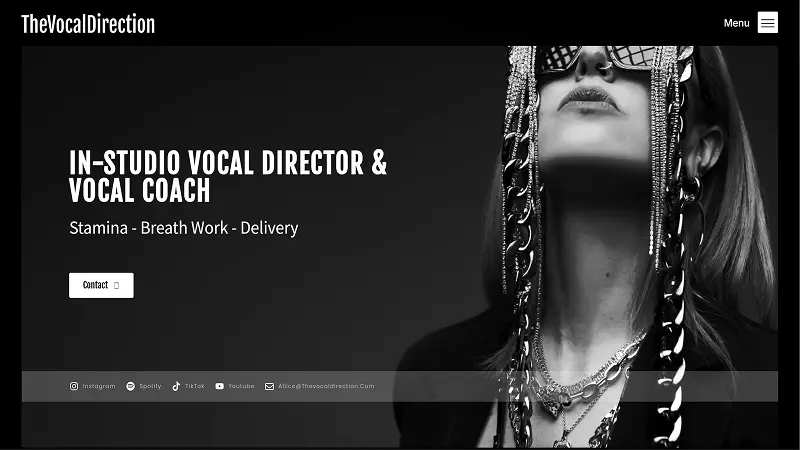 TheVocalDirection
Menu
IN-STUDIO VOCAL DIRECTOR &
VOCAL COACH
Stamina - Breath Work - Delivery
Contact
Instagram Spotify TikTok Youtube Allice@Thevocaldirection.Com